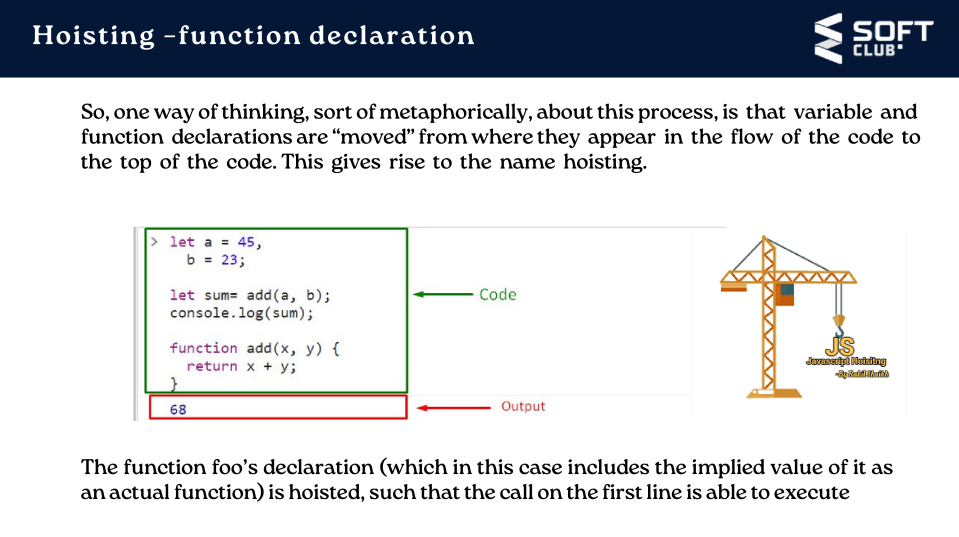 Hoisting –function declaration
SOFT
CLUB
So, one way of thinking, sort of metaphorically, about this process, is that variable and
function declarations are “moved” from where they appear in the flow of the code to
the top of the code. This gives rise to the name hoisting.
> let a = 45,
b = 23;
let sum= add(a, b);
console.log(sum);
function add(x, y) {
return x + y;
}
Code
68
Output
JS
Javascript Hoisitng
-By Sakil Shaikh
The function foo’s declaration (which in this case includes the implied value of it as
an actual function) is hoisted, such that the call on the first line is able to execute